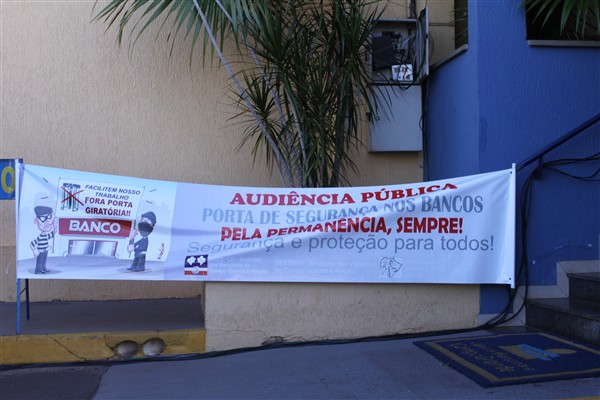 FACILITEM NOSSO
TRABALHO
FORA PORTA
GIRATÓRIA!!
BANCO
BANCO
AUDIÊNCIA PÚBLICA
PORTA DE SEGURANÇA NOS BANCOS
PELA PERMANÊNCIA, SEMPRE!
Segurança e proteção para todos!